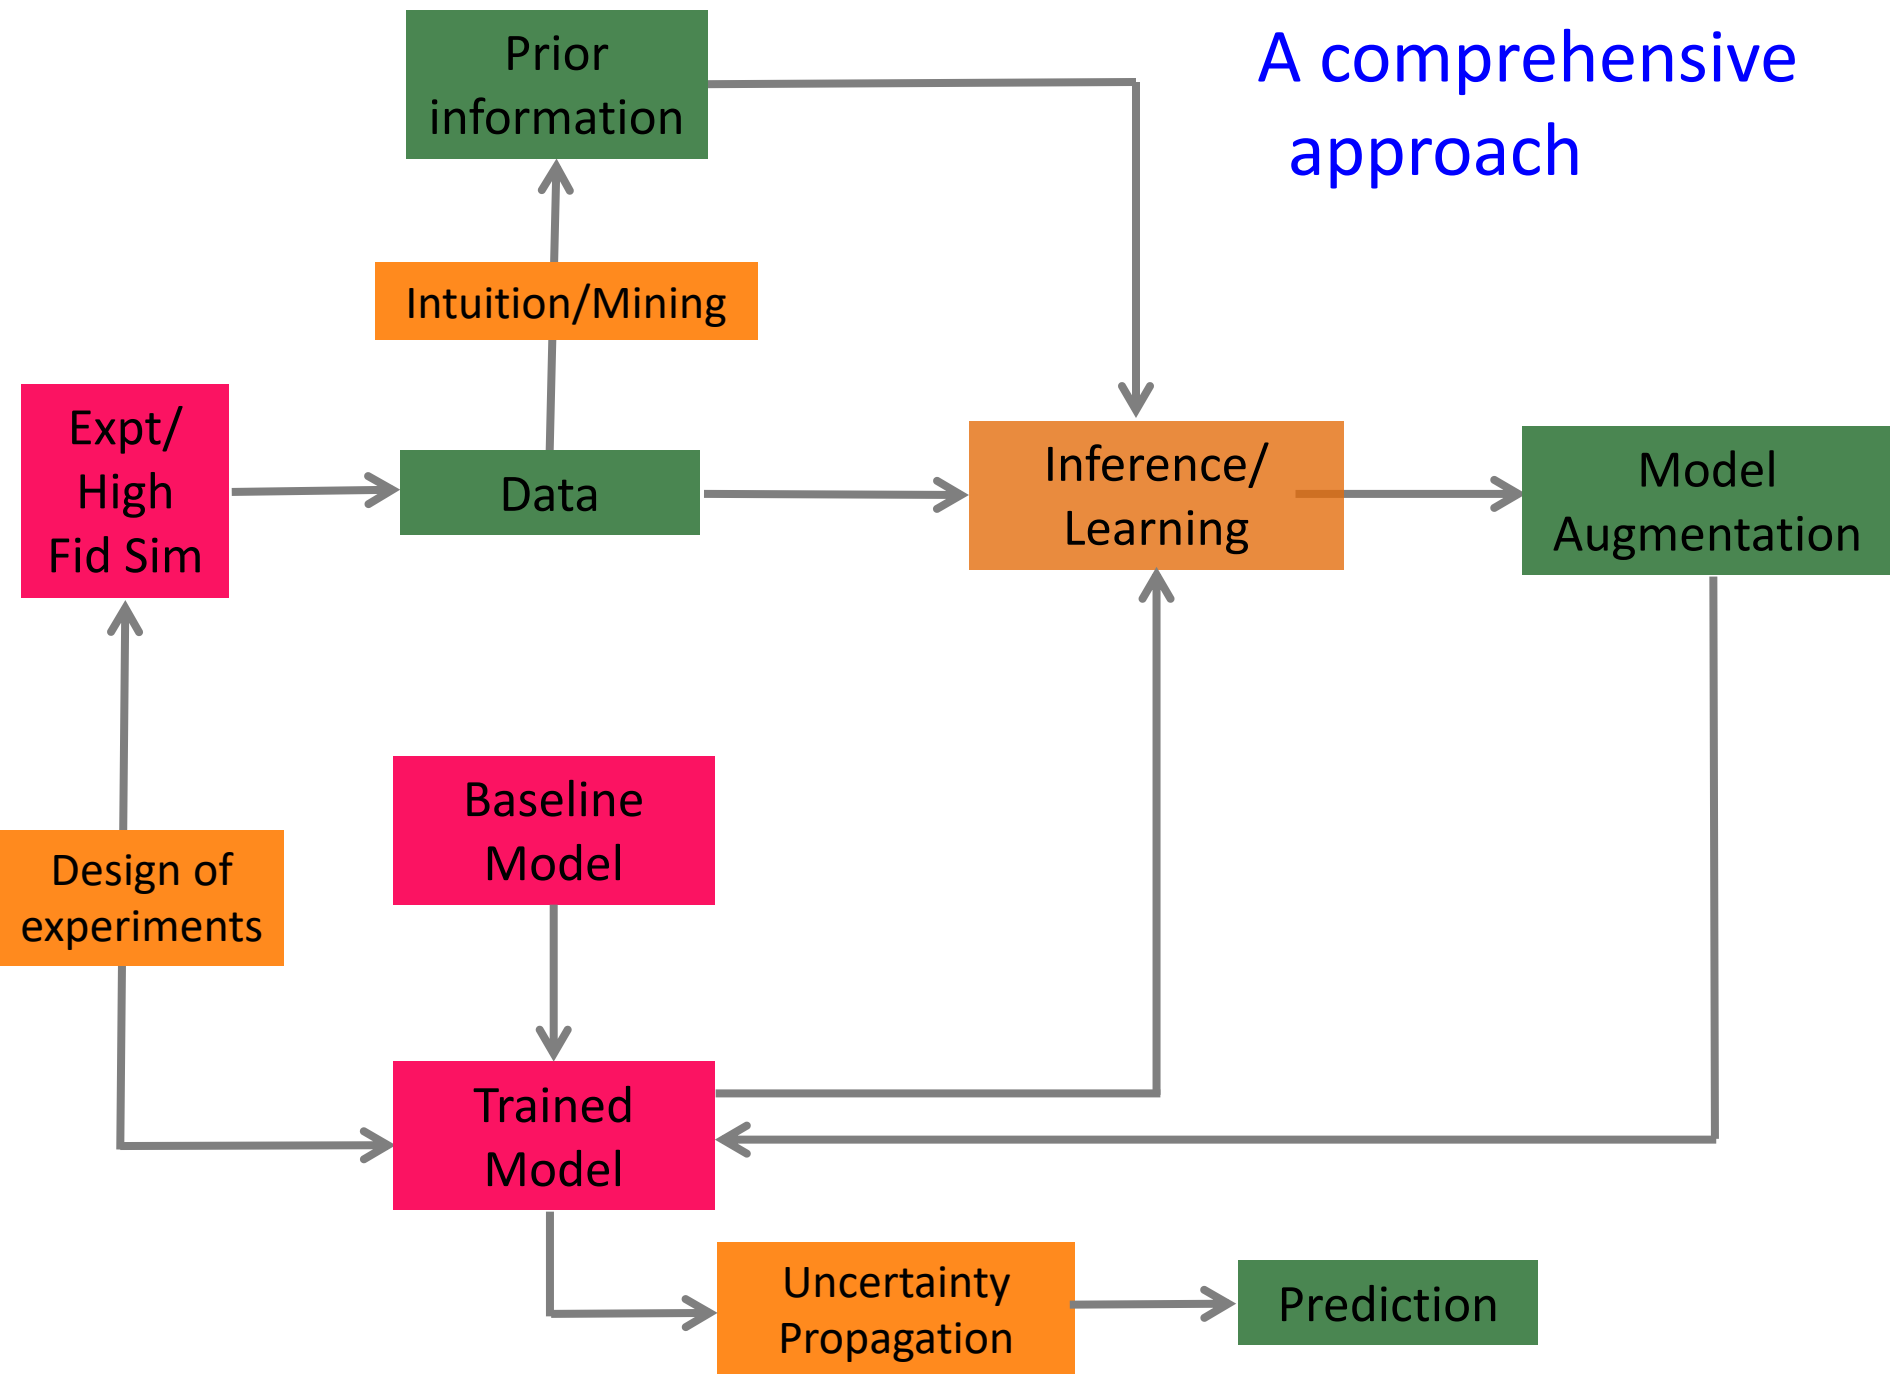 A comprehensive
approach
Prior
information
Intuition/Mining
Expt/
High
Fid Sim
Data
Inference/
Learning
Model
Augmentation
Baseline
Model
Design of
experiments
Trained
Model
Uncertainty
Propagation
Prediction